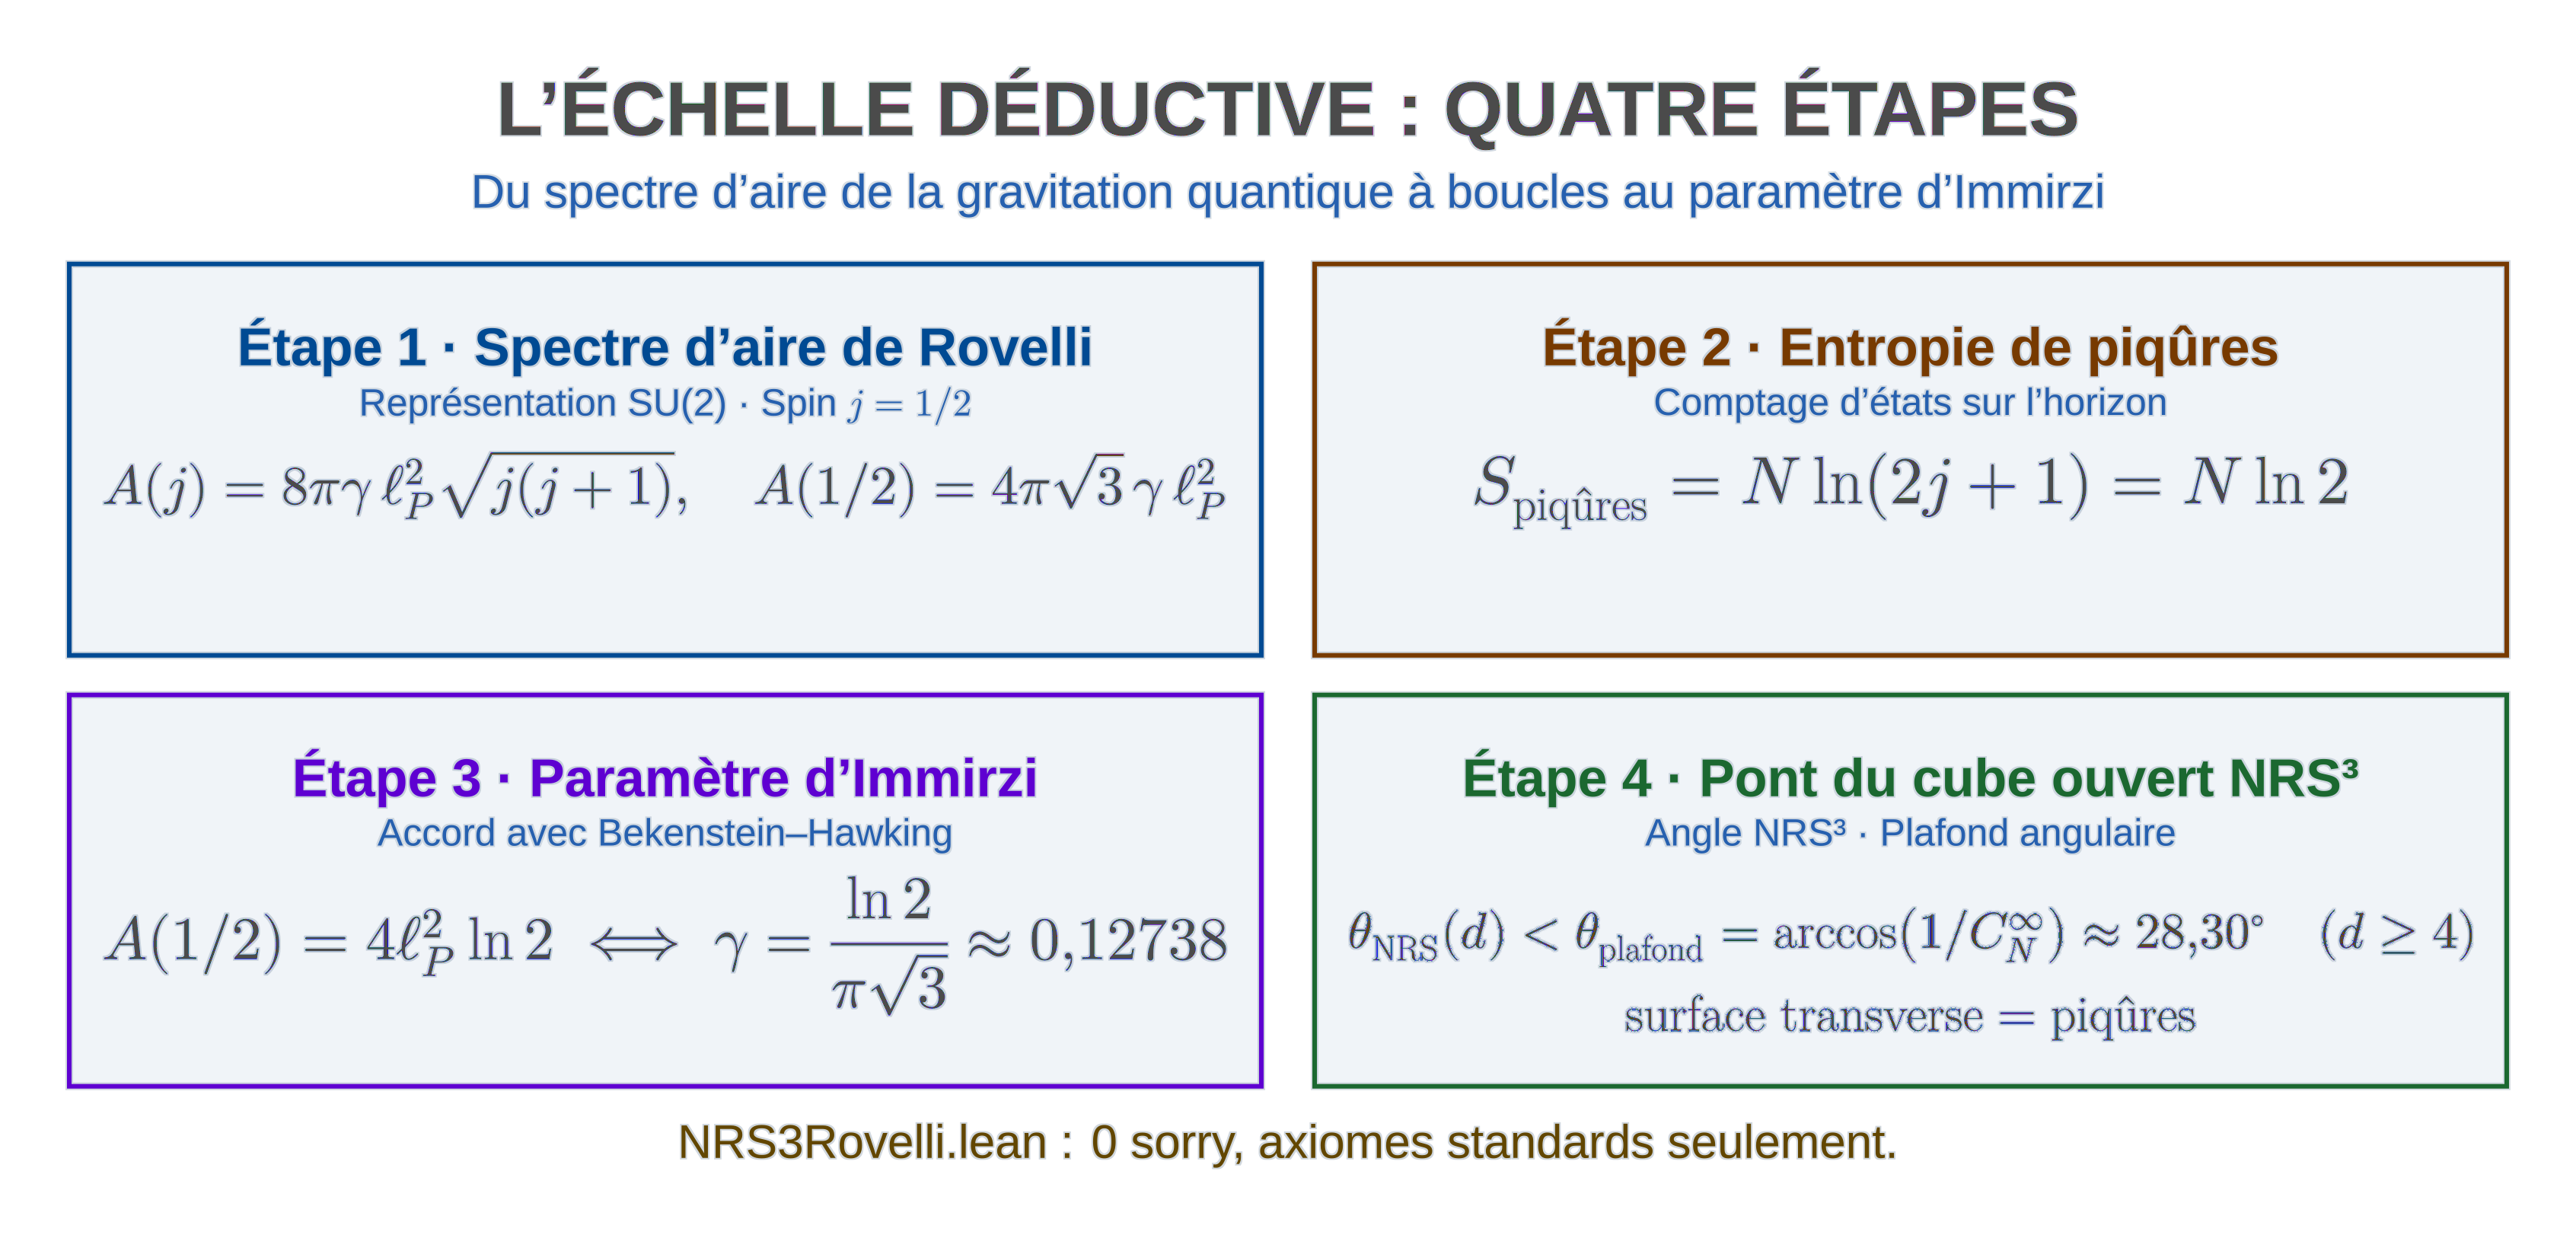 L’ÉCHELLE DÉDUCTIVE : QUATRE ÉTAPES
Du spectre d’aire de la gravitation quantique à boucles au paramètre d’Immirzi
Étape 1 · Spectre d’aire de Rovelli
Représentation SU(2) · Spin j = 1/2
A(j) = 8πγ ℓ_P^2 √(j(j + 1)), A(1/2) = 4π√3 γ ℓ_P^2
Étape 2 · Entropie de piqûres
Comptage d’états sur l’horizon
S_piqûres = N ln(2j + 1) = N ln 2
Étape 3 · Paramètre d’Immirzi
Accord avec Bekenstein–Hawking
A(1/2) = 4ℓ_P^2 ln 2 ⟺ γ = ln 2 / (π√3) ≈ 0,12738
Étape 4 · Pont du cube ouvert NRS³
Angle NRS³ · Plafond angulaire
θ_NRS(d) < θ_plafond = arccos(1/C_N^∞) ≈ 28,30° (d ≥ 4)
surface transverse = piqûres
NRS3Rovelli.lean : 0 sorry, axiomes standards seulement.